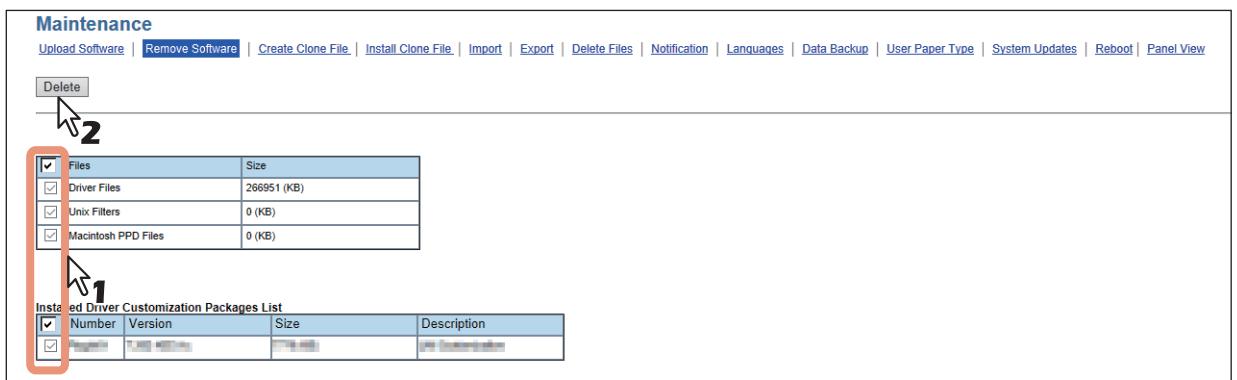 Maintenance
Upload Software | Remove Software | Create Clone File | Install Clone File | Import | Export | Delete Files | Notification | Languages | Data Backup | User Paper Type | System Updates | Reboot | Panel View
Delete
2
Files Size
Driver Files 266951 (KB)
Unix Filters 0 (KB)
Macintosh PPD Files 0 (KB)
1
Driver Customization Packages List
Number Version Size Description